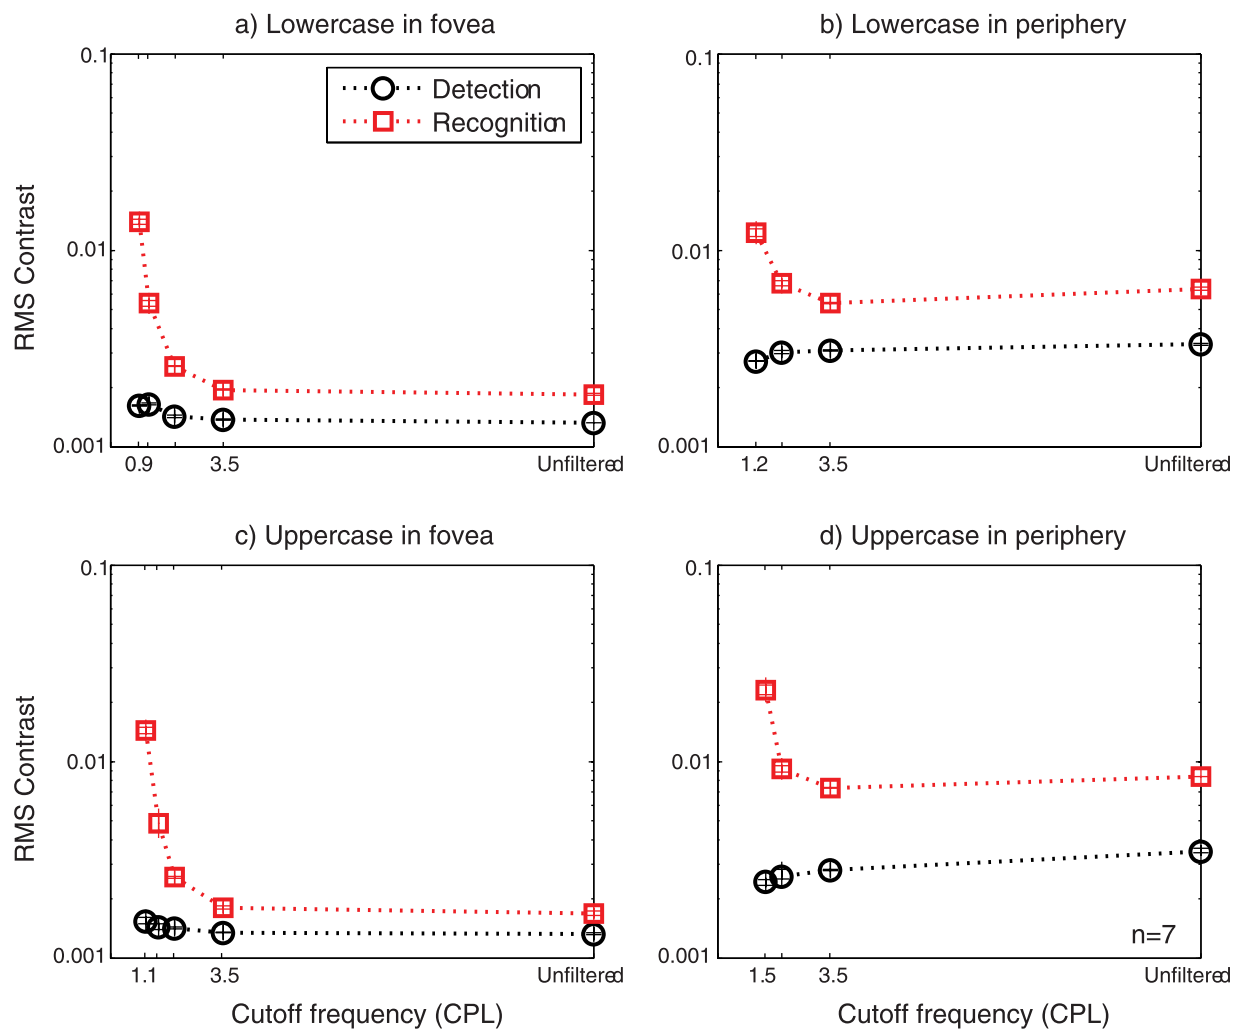 a) Lowercase in fovea
b) Lowercase in periphery
0.1
0.1
Detection
Recognition
RMS Contrast
0.01
0.01
0.001
0.001
0.9
3.5
Unfiltered
1.2
3.5
Unfiltered
c) Uppercase in fovea
d) Uppercase in periphery
0.1
0.1
RMS Contrast
0.01
0.01
n=7
0.001
0.001
1.1
3.5
Unfiltered
1.5
3.5
Unfiltered
Cutoff frequency (CPL)
Cutoff frequency (CPL)